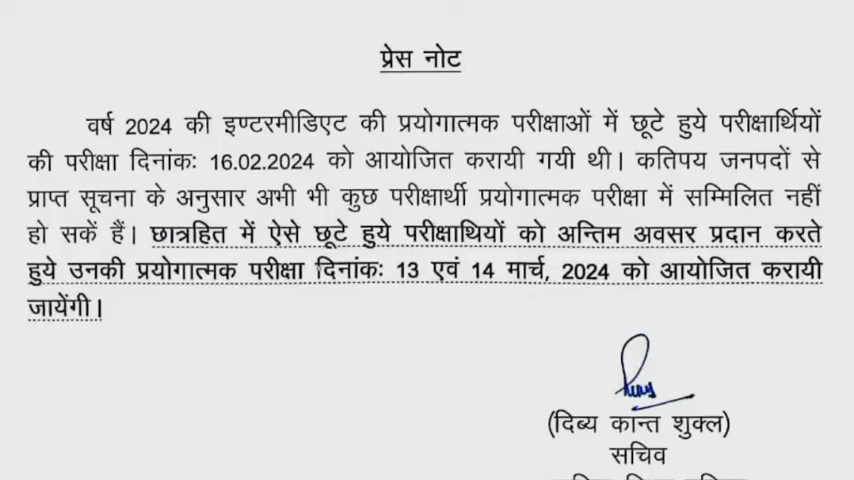 प्रेस नोट
वर्ष 2024 की इण्टरमीडिएट की प्रयोगात्मक परीक्षाओं में छूटे हुये परीक्षार्थियों
की परीक्षा दिनांकः 16.02.2024 को आयोजित करायी गयी थी। कतिपय जनपदों से
प्राप्त सूचना के अनुसार अभी भी कुछ परीक्षार्थी प्रयोगात्मक परीक्षा में सम्मिलित नहीं
हो सकें हैं। छात्रहित में ऐसे छूटे हुये परीक्षाथियों को अन्तिम अवसर प्रदान करते
हुये उनकी प्रयोगात्मक परीक्षा दिनांकः 13 एवं 14 मार्च, 2024 को आयोजित करायी
जायेंगी।
(दिब्य कान्त शुक्ल)
सचिव